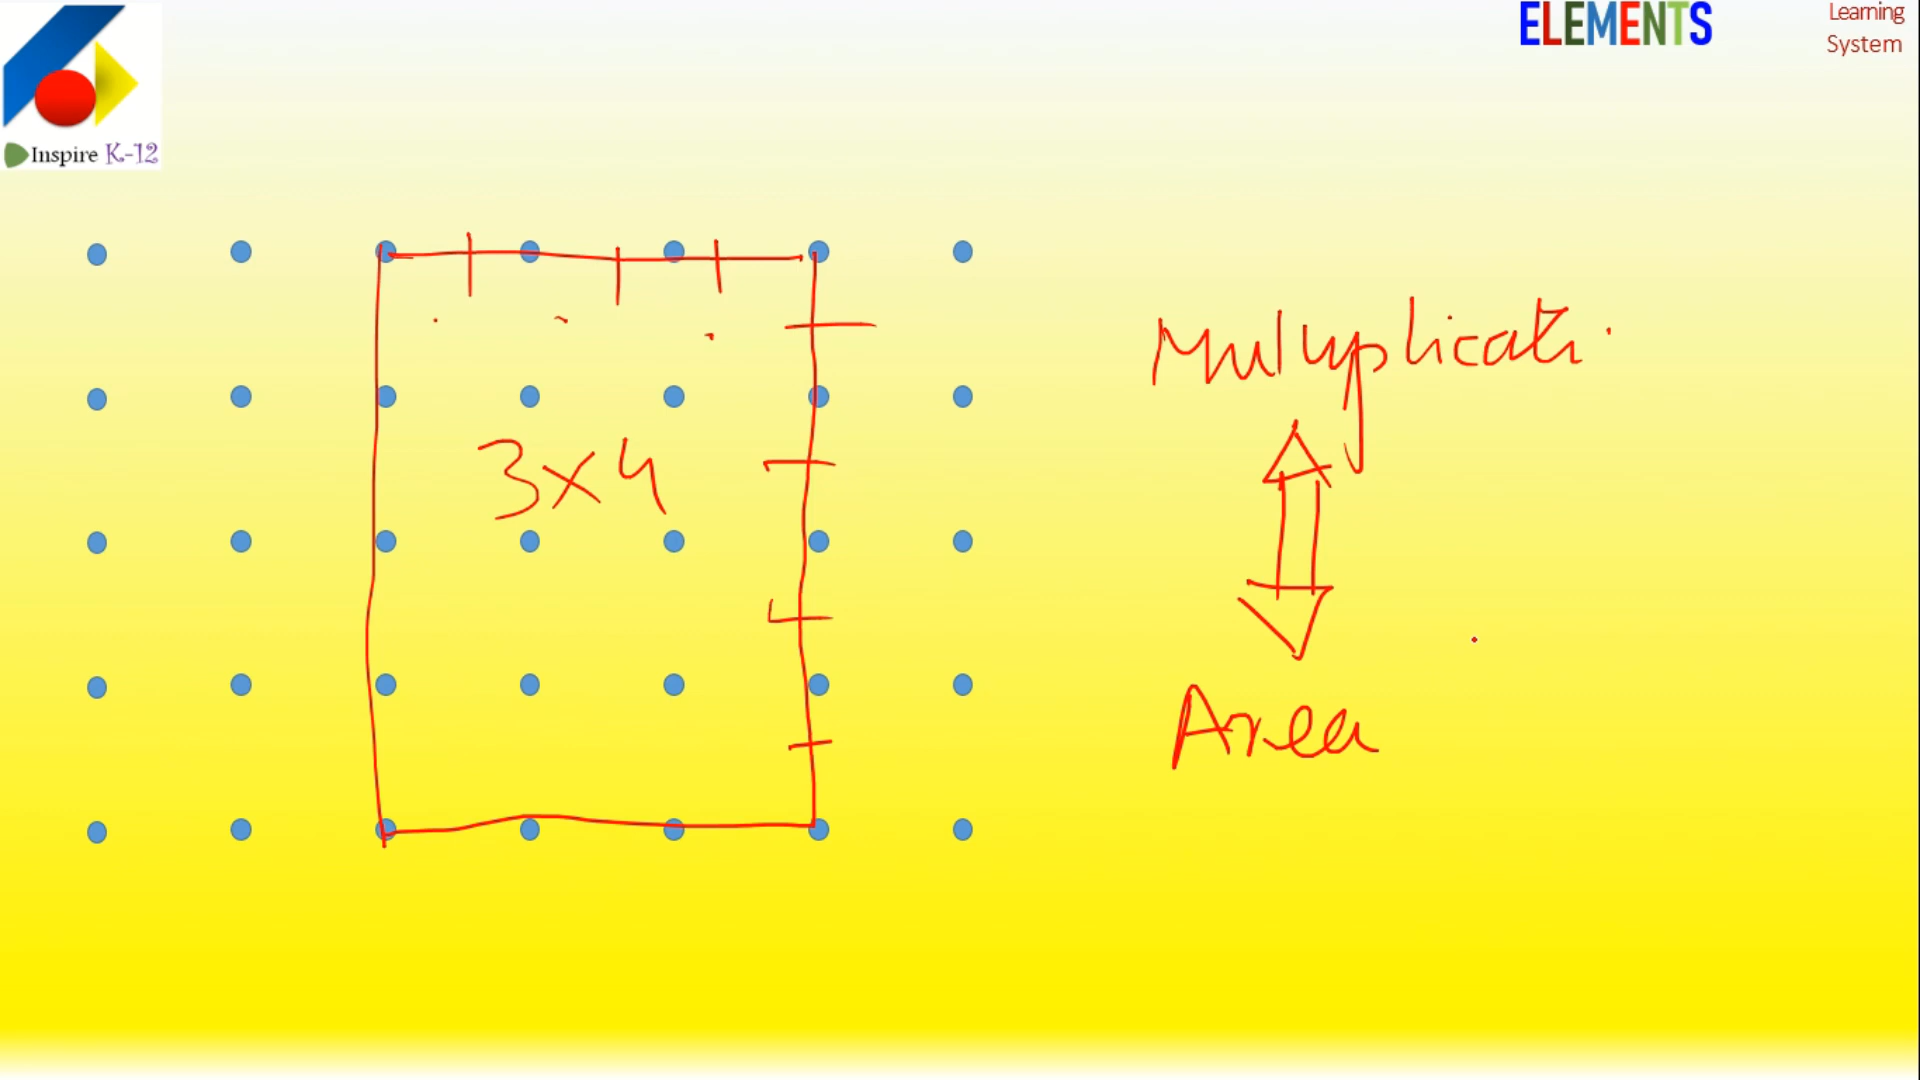 ELEMENTS
Learning
System
Inspire K-12
Multiplicati
3x4
Area